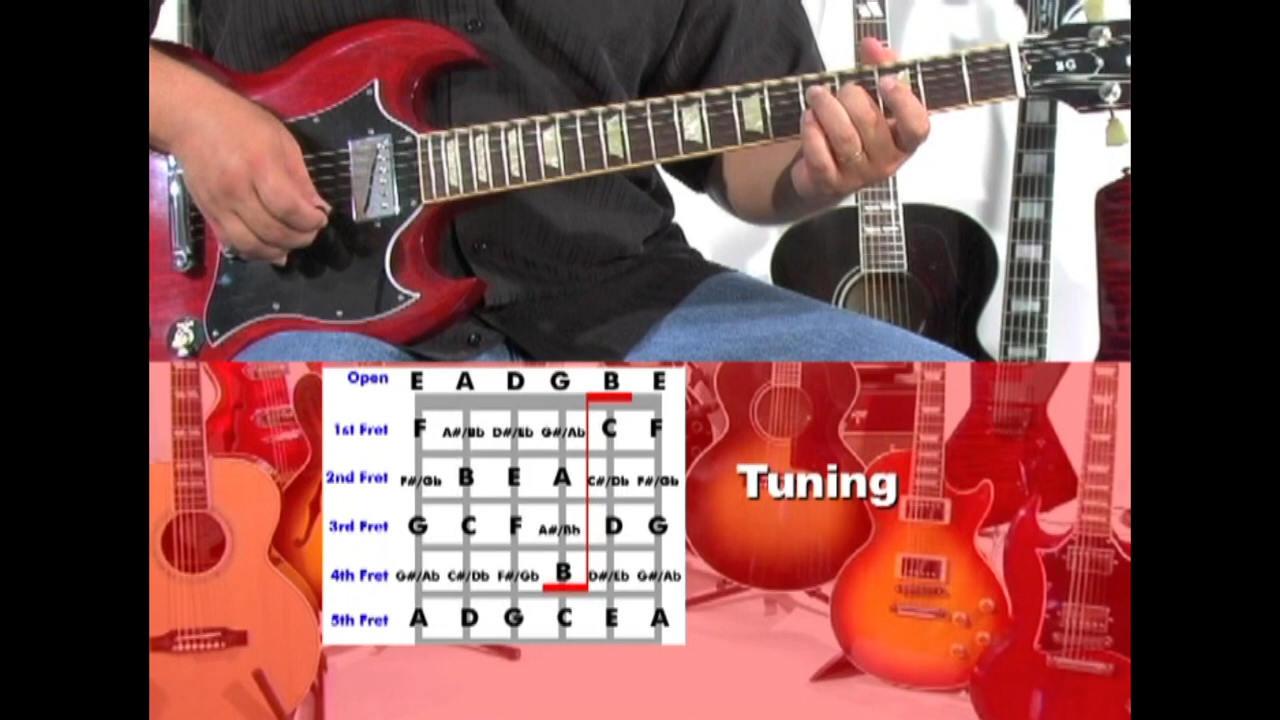 SG
Open E A D G B E
1st Fret F A#/Bb D#/Eb G#/Ab C F
2nd Fret F#/Gb B E A C#/Db F#/Gb
3rd Fret G C F A#/Bb D G
4th Fret G#/Ab C#/Db F#/Gb B D#/Eb G#/Ab
5th Fret A D G C E A
Tuning